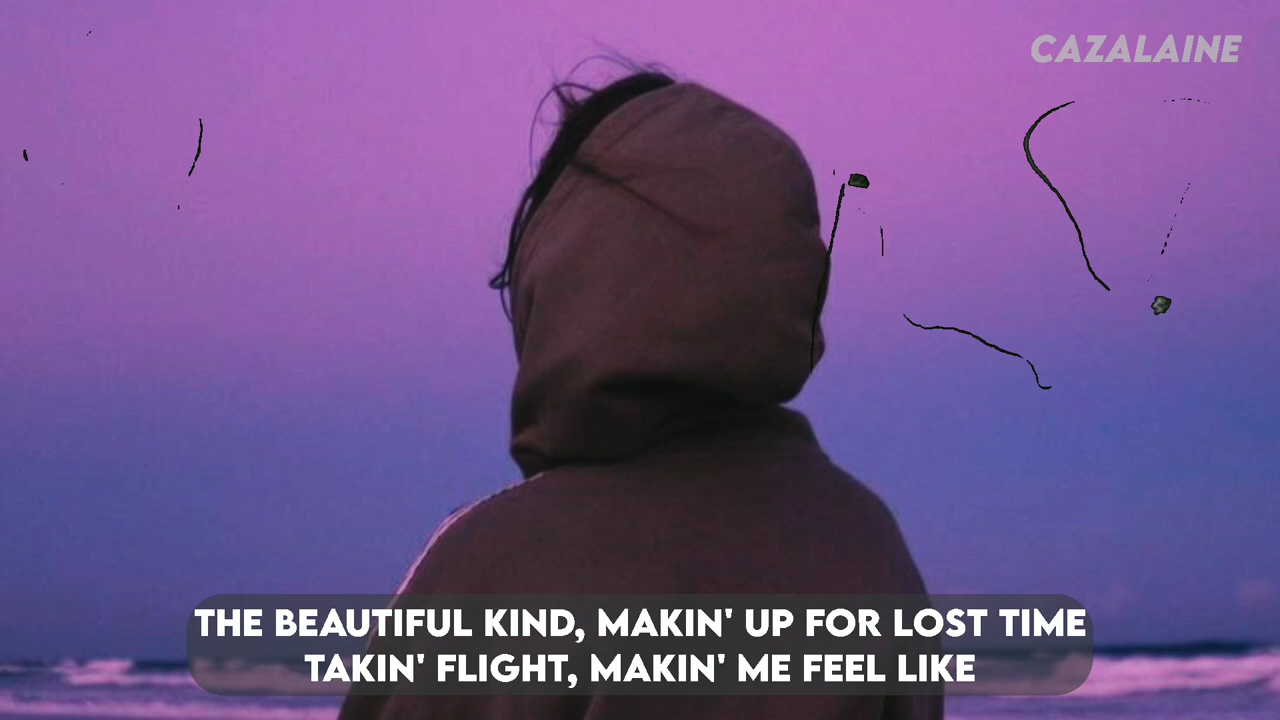 CAZALAINE
THE BEAUTIFUL KIND, MAKIN' UP FOR LOST TIME
TAKIN' FLIGHT, MAKIN' ME FEEL LIKE